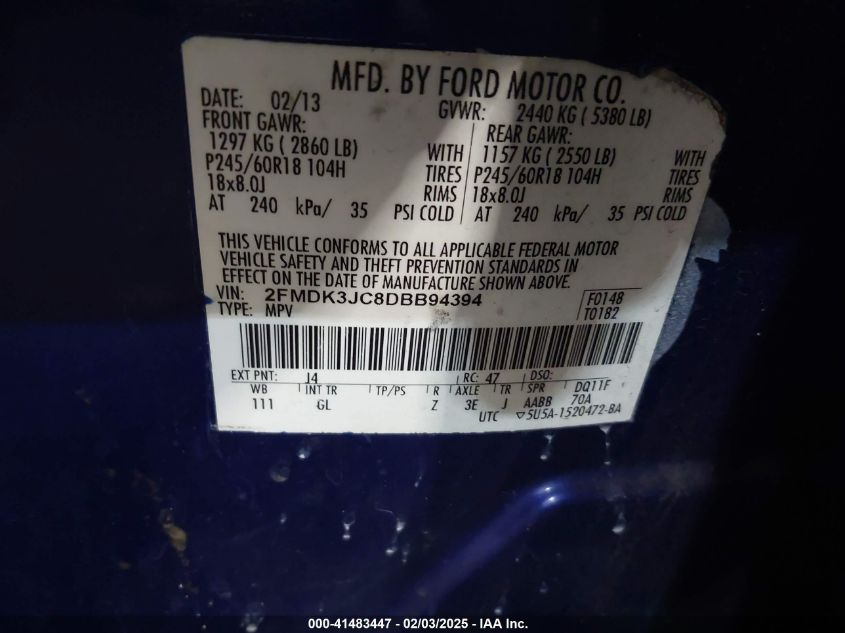 MFD. BY FORD MOTOR CO.
DATE: 02/13 GVWR: 2440 KG ( 5380 LB)
FRONT GAWR: REAR GAWR:
1297 KG ( 2860 LB) WITH 1157 KG ( 2550 LB) WITH
P245/60R18 104H TIRES P245/60R18 104H TIRES
18x8.0J RIMS 18x8.0J RIMS
AT 240 kPa/ 35 PSI COLD AT 240 kPa/ 35 PSI COLD
THIS VEHICLE CONFORMS TO ALL APPLICABLE FEDERAL MOTOR
VEHICLE SAFETY AND THEFT PREVENTION STANDARDS IN
EFFECT ON THE DATE OF MANUFACTURE SHOWN ABOVE.
VIN: 2FMDK3JC8DBB94394 F0148
TYPE: MPV T0182
EXT PNT: J4 RC: 47 DSO:
WB INT TR TP/PS R AXLE TR SPR DQ11F
111 GL Z 3E J AABB 70A
UTC ▽5U5A-1520472-BA
000-41483447 - 02/03/2025 - IAA Inc.